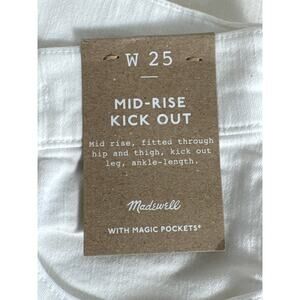 W 25
MID-RISE
KICK OUT
Mid rise, fitted through
hip and thigh, kick out
leg, ankle-length.
Madewell
WITH MAGIC POCKETS®